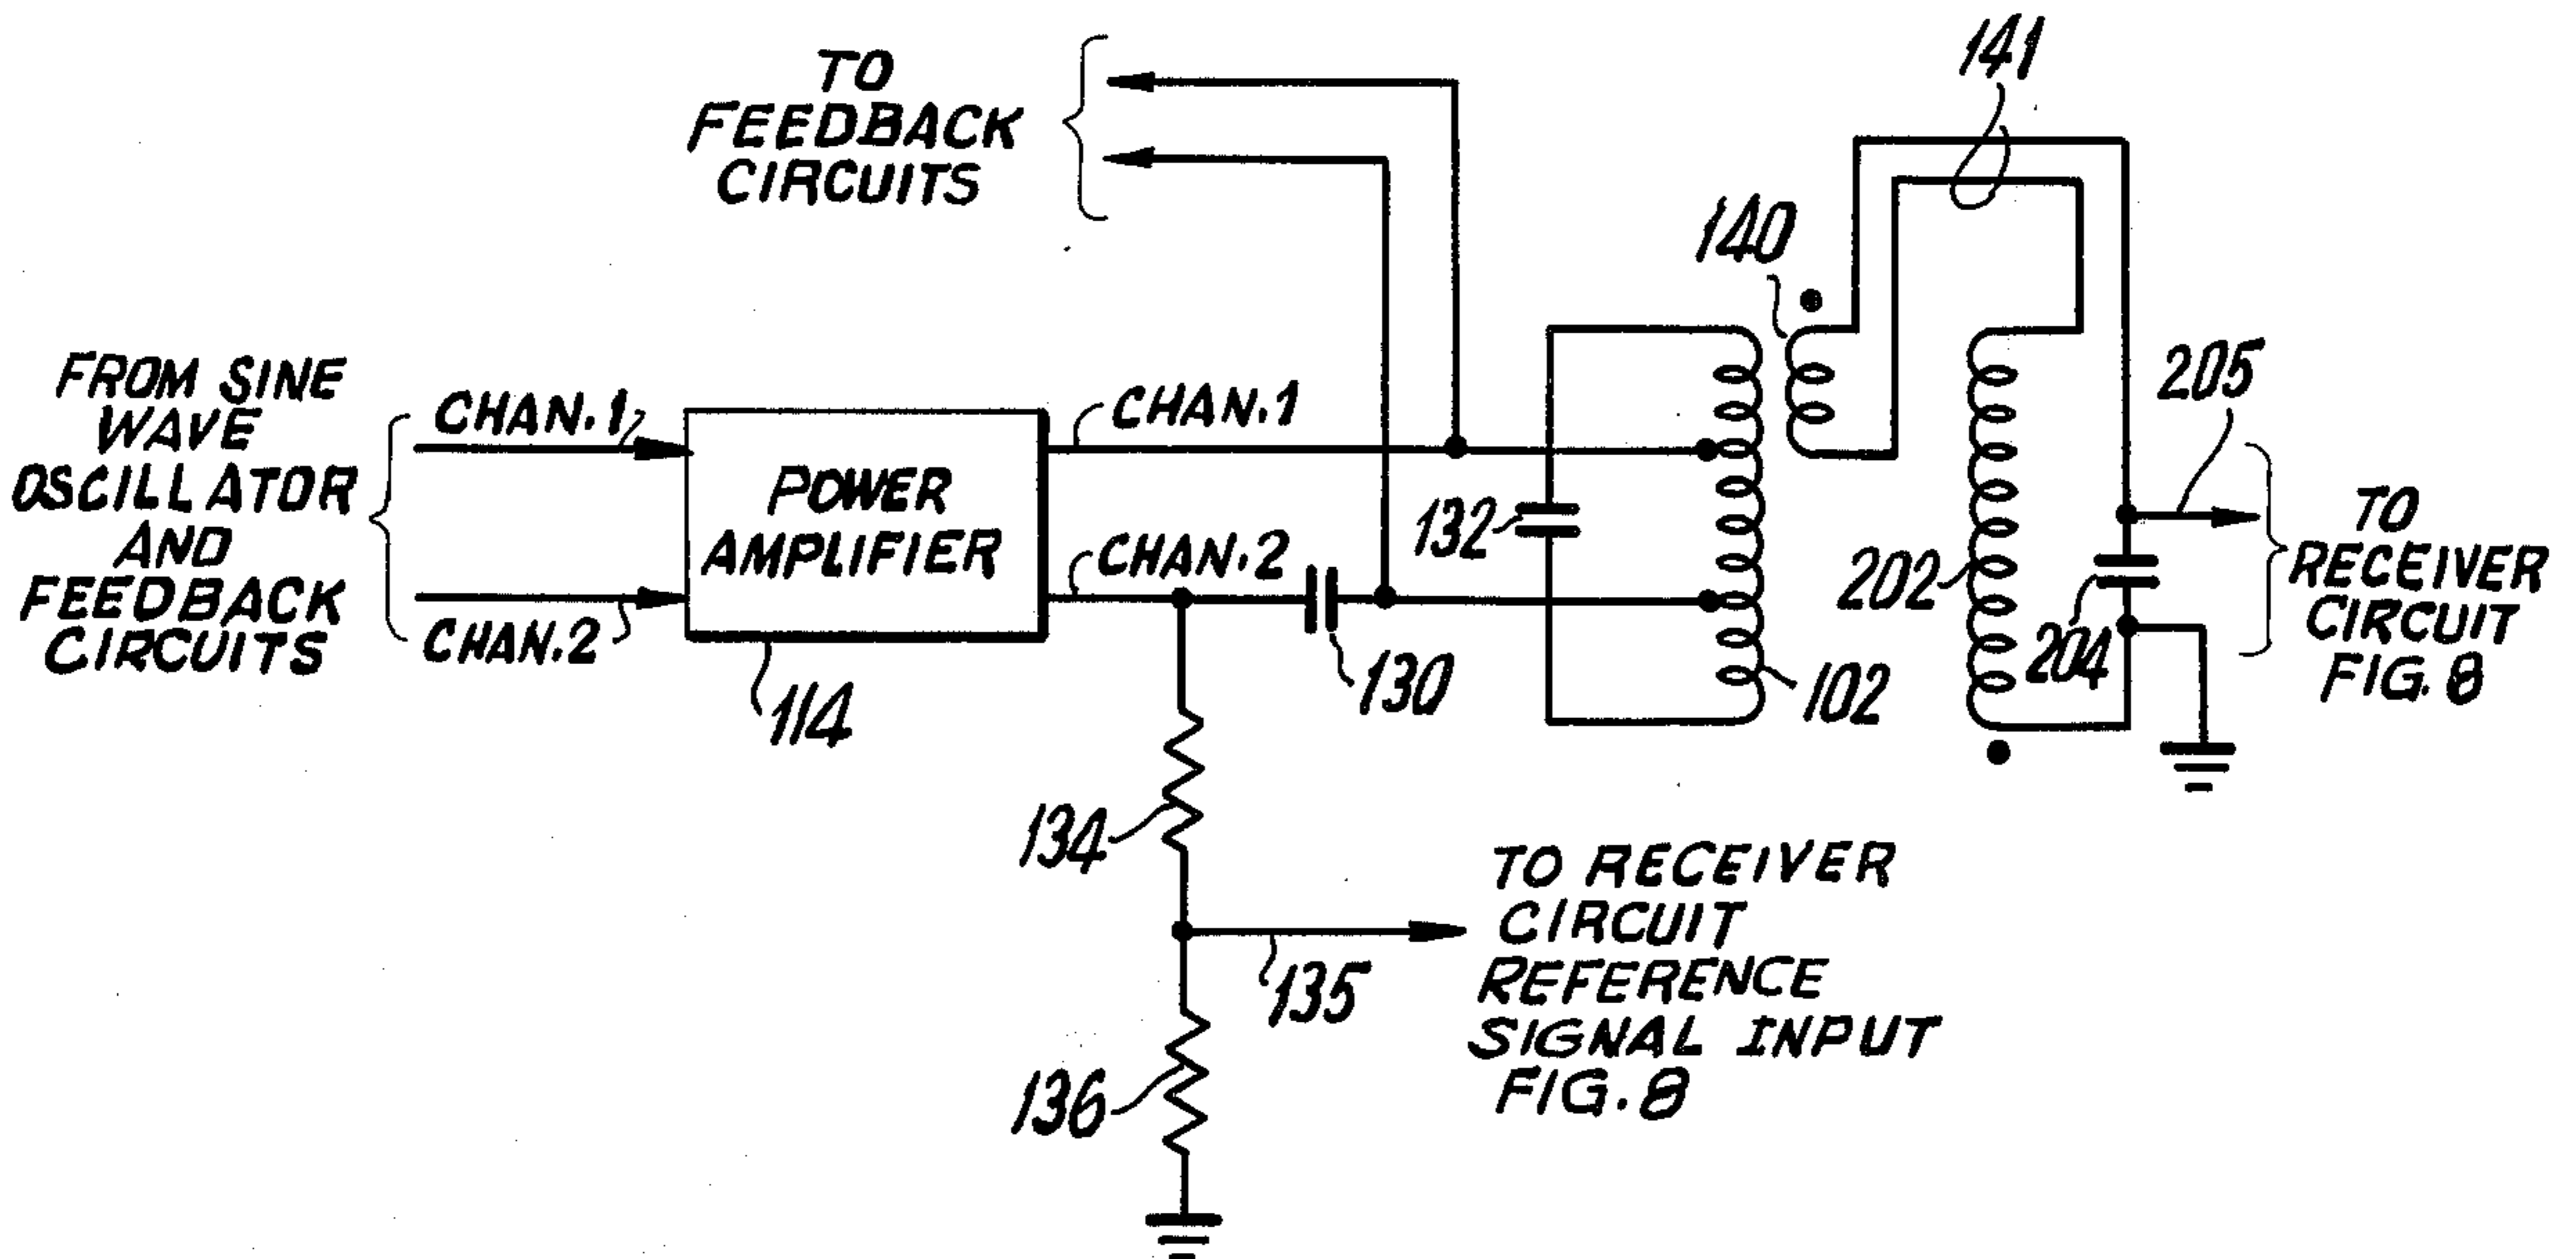 TO
FEEDBACK
CIRCUITS
141
140
FROM SINE
WAVE
OSCILLATOR
AND
FEEDBACK
CIRCUITS
CHAN.1
CHAN.2
POWER
AMPLIFIER
114
CHAN.1
CHAN.2
130
132
102
202
204
205
TO
RECEIVER
CIRCUIT
FIG. 8
134
135
136
TO RECEIVER
CIRCUIT
REFERENCE
SIGNAL INPUT
FIG. 8